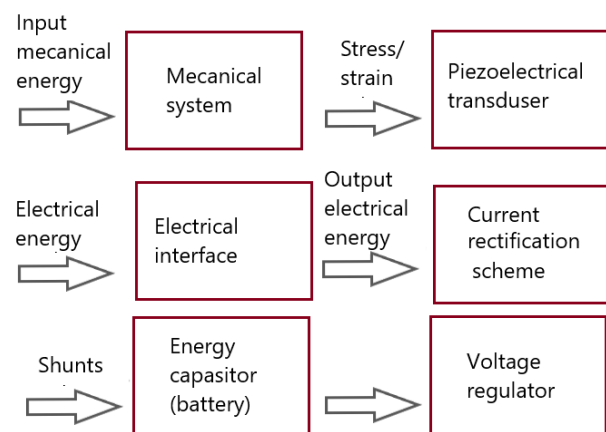 Input
mecanical
energy
Mecanical
system
Stress/
strain
Piezoelectrical
transduser
Electrical
energy
Electrical
interface
Output
electrical
energy
Current
rectification
scheme
Shunts
Energy
capasitor
(battery)
Voltage
regulator